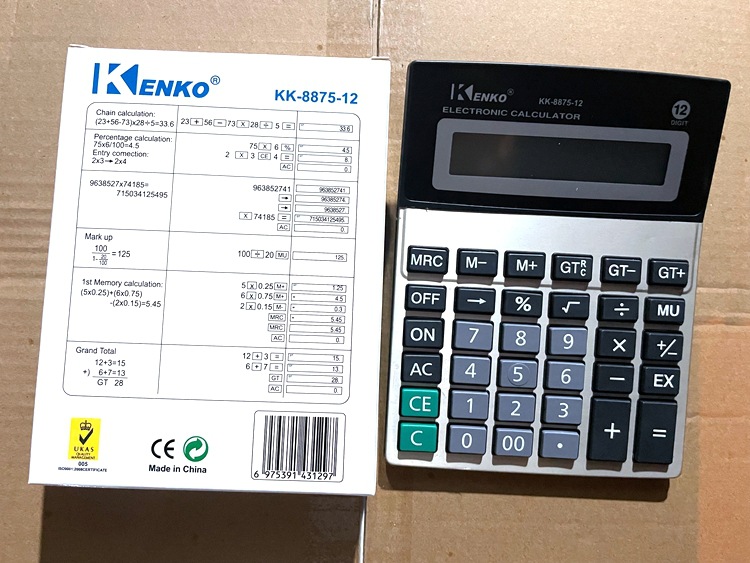 KENKO®
KK-8875-12
Chain calculation:
(23+56-73)x28÷5=33.6 23 + 56 − 73 x 28 ÷ 5 = 33.6
Percentage calculation:
75x6/100=4.5 75 x 6 % 4.5
Entry correction: 2 x 3 CE 4 = 8
2x3→2x4 AC 0
9638527x74185= 963852741 963852741
715034125495 → 96385274
→ 9638527
x 74185 = 715034125495
AC 0
Mark up
100 / 1- 20/100 = 125 100 ÷ 20 MU 125
1st Memory calculation: 5 x 0.25 M+ 1.25
(5x0.25)+(6x0.75) 6 x 0.75 M+ 4.5
-(2x0.15)=5.45 2 x 0.15 M- 0.3
MRC 5.45
MRC 5.45
AC 0
Grand Total 12 + 3 = 15
12+3=15 6 + 7 = 13
+) 6+7=13 GT 28
GT 28 AC 0
UKAS
QUALITY
MANAGEMENT
005
ISO9001:2008CERTIFICATE
CE
Made in China
6 975391 431297
KENKO®
KK-8875-12
ELECTRONIC CALCULATOR
12
DIGIT
MRC M− M+ GT RC GT− GT+
OFF → % √ ÷ MU
ON 7 8 9 × +/−
AC 4 5 6 − EX
CE 1 2 3 + =
C 0 00 •